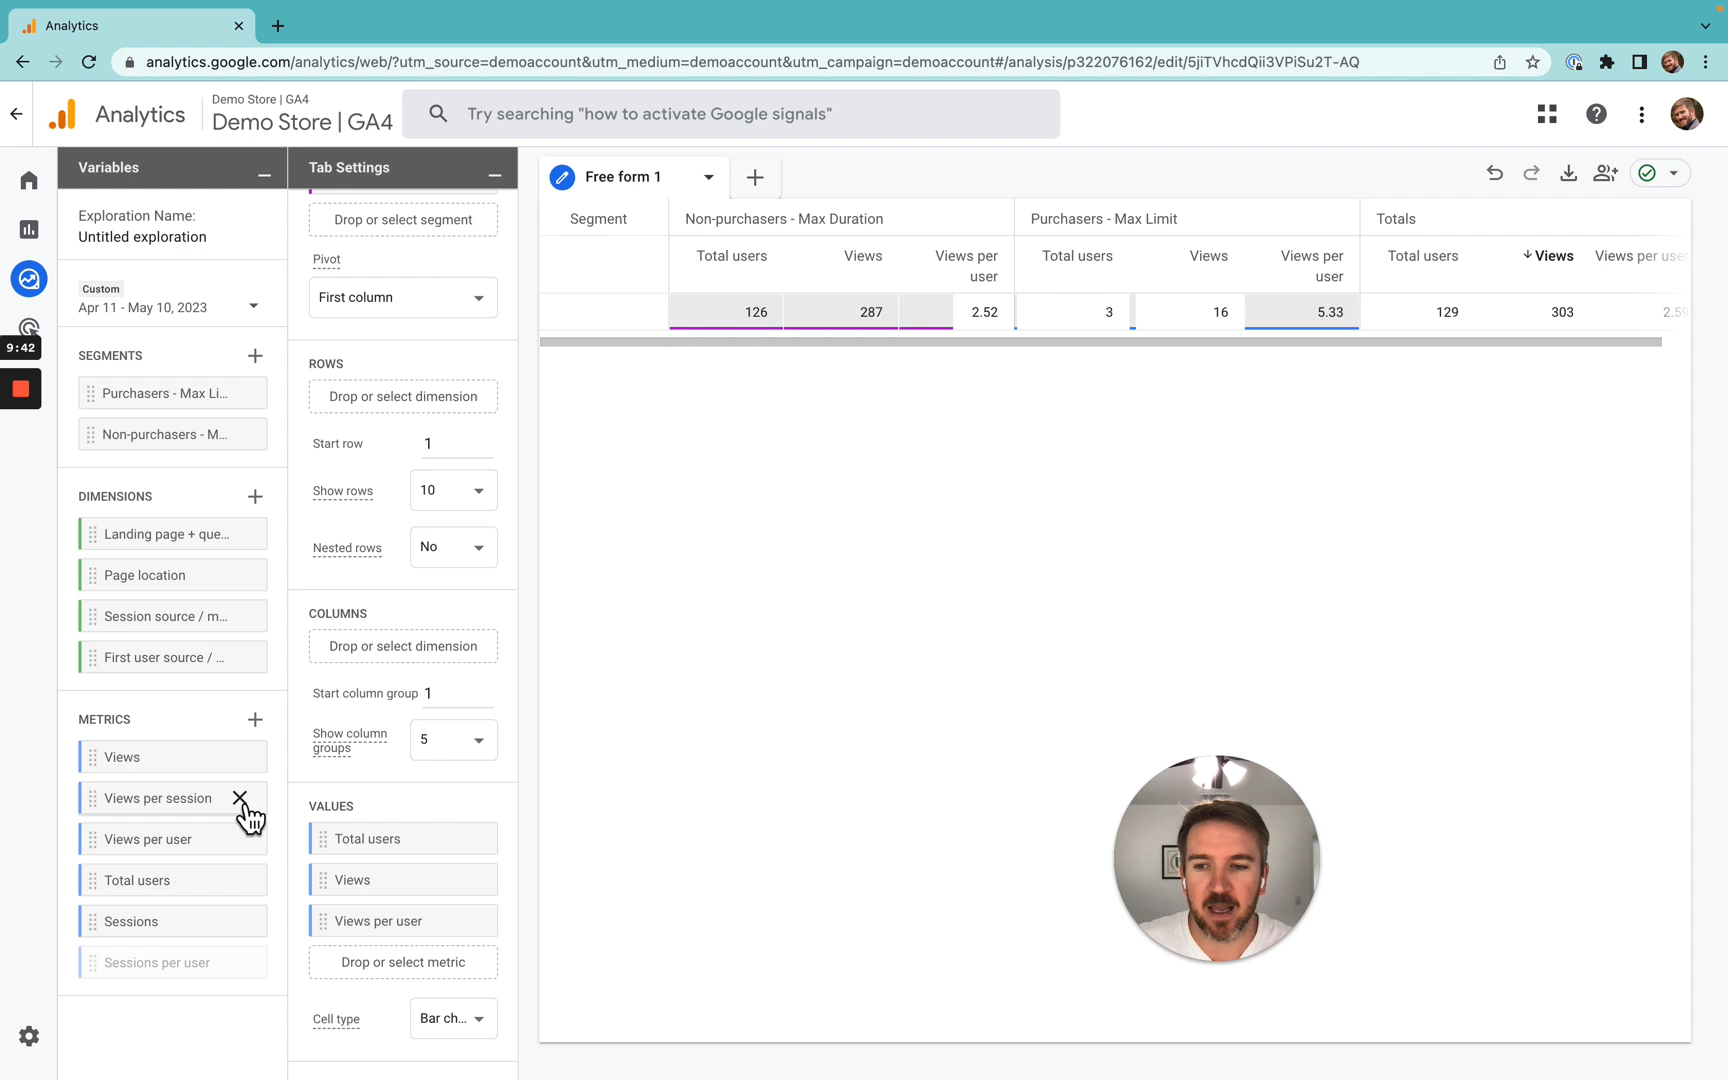 Analytics
analytics.google.com/analytics/web/?utm_source=demoaccount&utm_medium=demoaccount&utm_campaign=demoaccount#/analysis/p322076162/edit/5jiTVhcdQii3VPiSu2T-AQ
Analytics
Demo Store | GA4
Demo Store | GA4
Try searching "how to activate Google signals"
Variables
Exploration Name:
Untitled exploration
Custom
Apr 11 - May 10, 2023
9:42
SEGMENTS
Purchasers - Max Li...
Non-purchasers - M...
DIMENSIONS
Landing page + que...
Page location
Session source / m...
First user source / ...
METRICS
Views
Views per session
Views per user
Total users
Sessions
Sessions per user
Tab Settings
Drop or select segment
Pivot
First column
ROWS
Drop or select dimension
Start row 1
Show rows 10
Nested rows No
COLUMNS
Drop or select dimension
Start column group 1
Show column
groups 5
VALUES
Total users
Views
Views per user
Drop or select metric
Cell type Bar ch...
Free form 1
Segment Non-purchasers - Max Duration Purchasers - Max Limit Totals
Total users Views Views per user Total users Views Views per user Total users Views Views per user
126 287 2.52 3 16 5.33 129 303 2.59